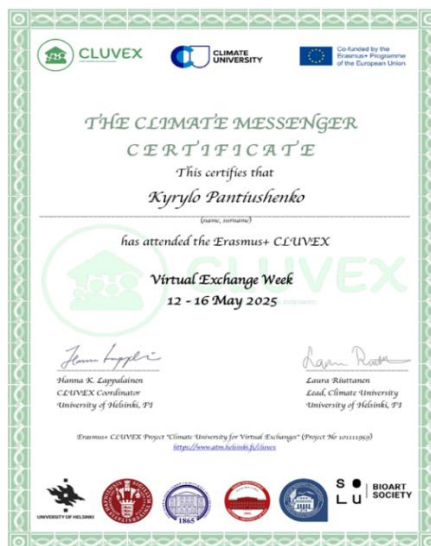 CLUVEX
CLIMATE
UNIVERSITY
Co-funded by the
Erasmus+ Programme
of the European Union
THE CLIMATE MESSENGER
CERTIFICATE
This certifies that
Kyrylo Pantiushenko
(name, surname)
has attended the Erasmus+ CLUVEX
Virtual Exchange Week
12 - 16 May 2025
CLUVEX
Hanna K. Lappalainen
CLUVEX Coordinator
University of Helsinki, FI
Laura Riuttanen
Lead, Climate University
University of Helsinki, FI
Erasmus+ CLUVEX Project "Climate University for Virtual Exchange" (Project No 101111959)
https://www.atm.helsinki.fi/cluvex
UNIVERSITY OF HELSINKI
1865
SOLU
BIOART
SOCIETY